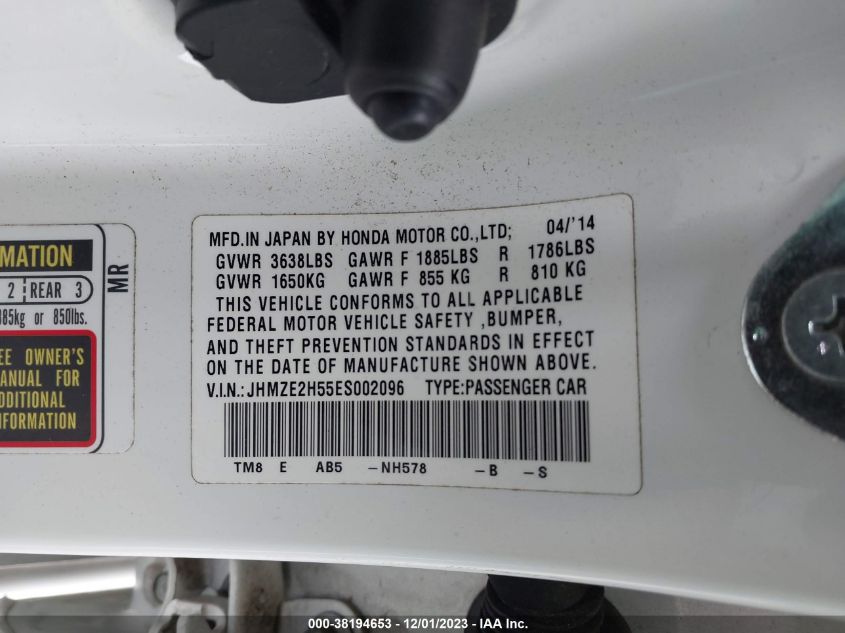 MATION
2 REAR 3
385kg or 850lbs.
EE OWNER'S
ANUAL FOR
DDITIONAL
NFORMATION
MR
MFD.IN JAPAN BY HONDA MOTOR CO.,LTD; 04/'14
GVWR 3638LBS GAWR F 1885LBS R 1786LBS
GVWR 1650KG GAWR F 855 KG R 810 KG
THIS VEHICLE CONFORMS TO ALL APPLICABLE
FEDERAL MOTOR VEHICLE SAFETY ,BUMPER,
AND THEFT PREVENTION STANDARDS IN EFFECT
ON THE DATE OF MANUFACTURE SHOWN ABOVE.
V.I.N.:JHMZE2H55ES002096 TYPE:PASSENGER CAR
TM8 E AB5 -NH578 -B -S
000-38194653 - 12/01/2023 - IAA Inc.